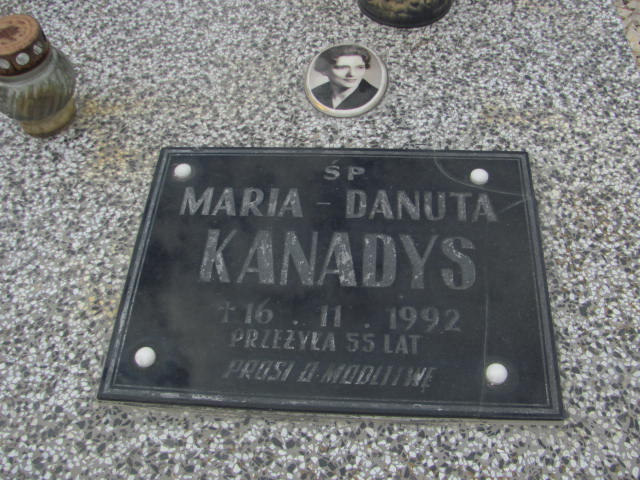 ŚP
MARIA - DANUTA
KANADYS
† 16 . 11 . 1992
PRZEŻYŁA 55 LAT
PROSI O MODLITWĘ